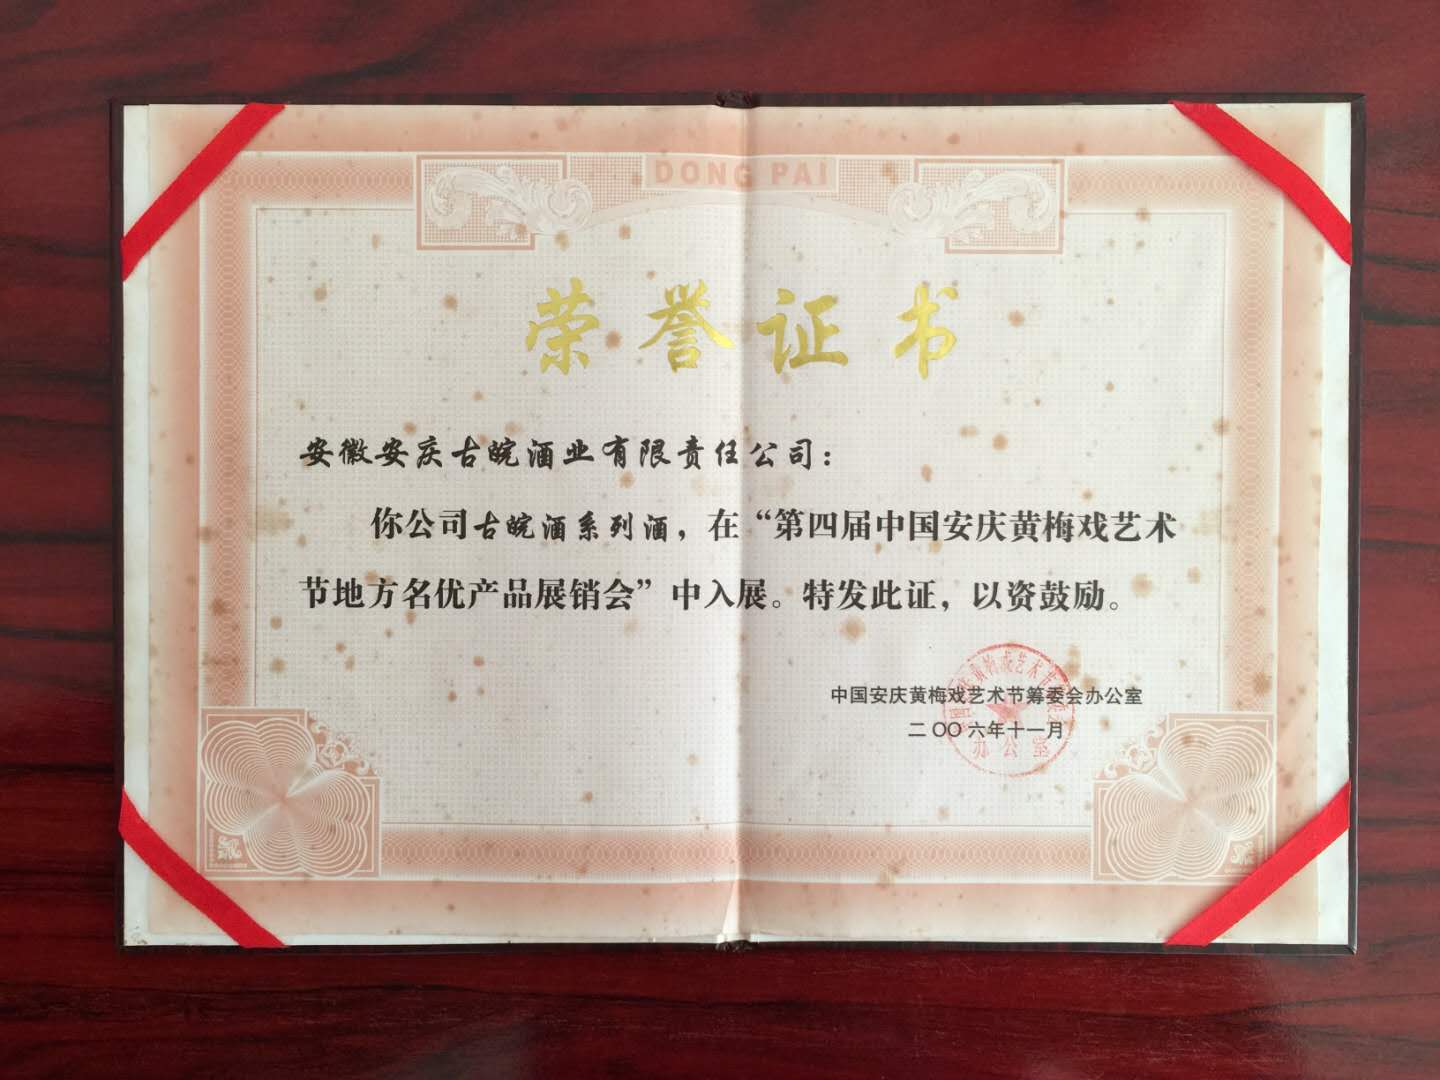 DONG PAI
荣誉证书
安徽安庆古皖酒业有限责任公司：
你公司古皖酒系列酒，在“第四届中国安庆黄梅戏艺术
节地方名优产品展销会”中入展。特发此证，以资鼓励。
中国安庆黄梅戏艺术节筹委会办公室
二〇〇六年十一月
办公室